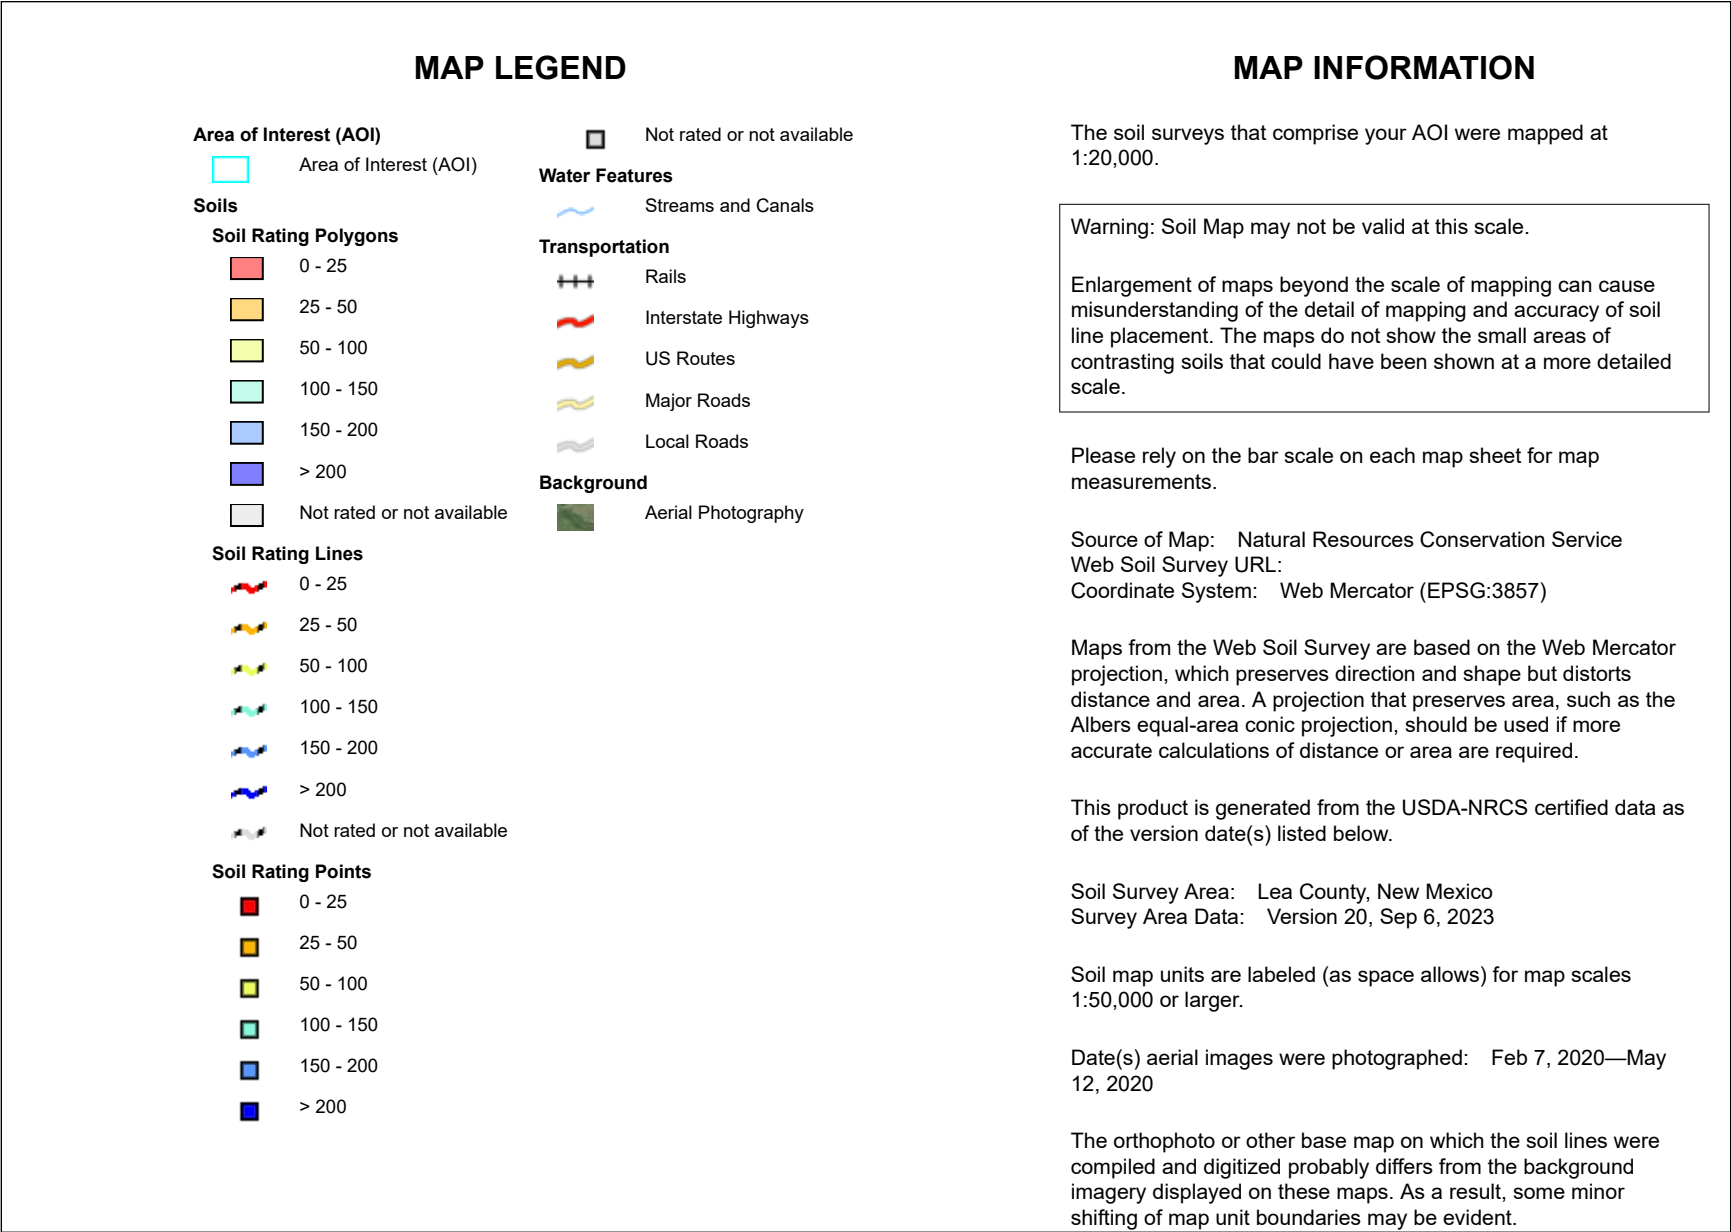 MAP LEGEND
Area of Interest (AOI)
Area of Interest (AOI)
Soils
Soil Rating Polygons
0 - 25
25 - 50
50 - 100
100 - 150
150 - 200
> 200
Not rated or not available
Soil Rating Lines
0 - 25
25 - 50
50 - 100
100 - 150
150 - 200
> 200
Not rated or not available
Soil Rating Points
0 - 25
25 - 50
50 - 100
100 - 150
150 - 200
> 200
Not rated or not available
Water Features
Streams and Canals
Transportation
Rails
Interstate Highways
US Routes
Major Roads
Local Roads
Background
Aerial Photography
MAP INFORMATION
The soil surveys that comprise your AOI were mapped at
1:20,000.
Warning: Soil Map may not be valid at this scale.
Enlargement of maps beyond the scale of mapping can cause
misunderstanding of the detail of mapping and accuracy of soil
line placement. The maps do not show the small areas of
contrasting soils that could have been shown at a more detailed
scale.
Please rely on the bar scale on each map sheet for map
measurements.
Source of Map: Natural Resources Conservation Service
Web Soil Survey URL:
Coordinate System: Web Mercator (EPSG:3857)
Maps from the Web Soil Survey are based on the Web Mercator
projection, which preserves direction and shape but distorts
distance and area. A projection that preserves area, such as the
Albers equal-area conic projection, should be used if more
accurate calculations of distance or area are required.
This product is generated from the USDA-NRCS certified data as
of the version date(s) listed below.
Soil Survey Area: Lea County, New Mexico
Survey Area Data: Version 20, Sep 6, 2023
Soil map units are labeled (as space allows) for map scales
1:50,000 or larger.
Date(s) aerial images were photographed: Feb 7, 2020—May
12, 2020
The orthophoto or other base map on which the soil lines were
compiled and digitized probably differs from the background
imagery displayed on these maps. As a result, some minor
shifting of map unit boundaries may be evident.